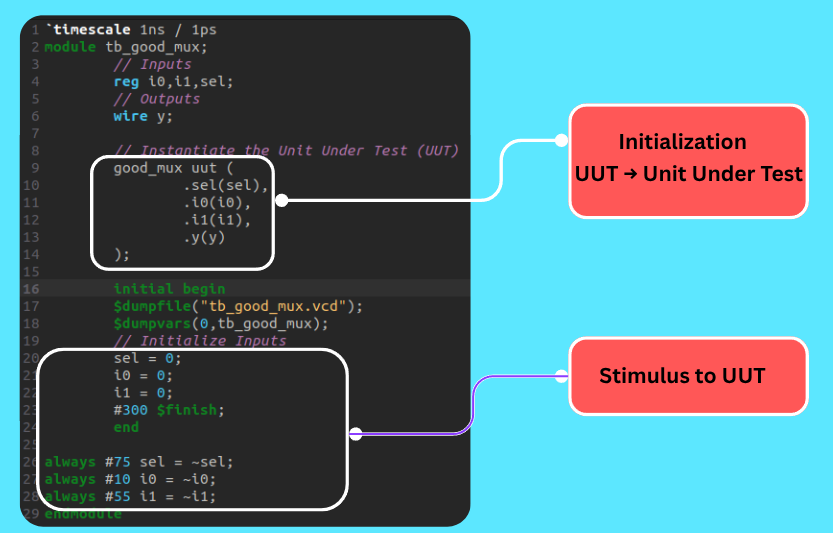 1 `timescale 1ns / 1ps
2 module tb_good_mux;
3 // Inputs
4 reg i0,i1,sel;
5 // Outputs
6 wire y;
7
8 // Instantiate the Unit Under Test (UUT)
9 good_mux uut (
10 .sel(sel),
11 .i0(i0),
12 .i1(i1),
13 .y(y)
14 );
15
16 initial begin
17 $dumpfile("tb_good_mux.vcd");
18 $dumpvars(0,tb_good_mux);
19 // Initialize Inputs
20 sel = 0;
21 i0 = 0;
22 i1 = 0;
23 #300 $finish;
24 end
25
26 always #75 sel = ~sel;
27 always #10 i0 = ~i0;
28 always #55 i1 = ~i1;
29 endmodule
Initialization
UUT → Unit Under Test
Stimulus to UUT